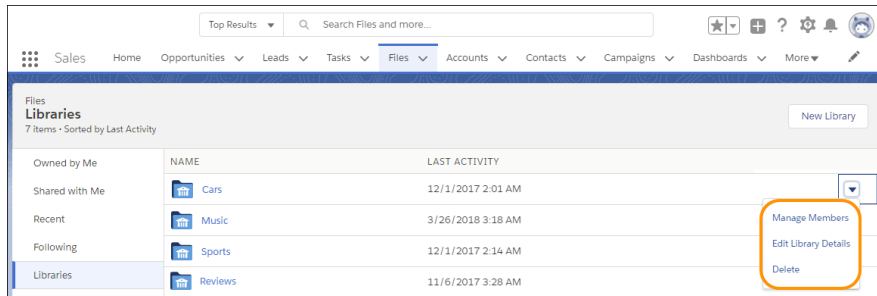 Top Results Search Files and more...
Sales Home Opportunities Leads Tasks Files Accounts Contacts Campaigns Dashboards More
Files
Libraries
7 items • Sorted by Last Activity
New Library
Owned by Me
Shared with Me
Recent
Following
Libraries
NAME LAST ACTIVITY
Cars 12/1/2017 2:01 AM
Music 3/26/2018 3:18 AM
Sports 12/1/2017 2:14 AM
Reviews 11/6/2017 3:28 AM
Manage Members
Edit Library Details
Delete